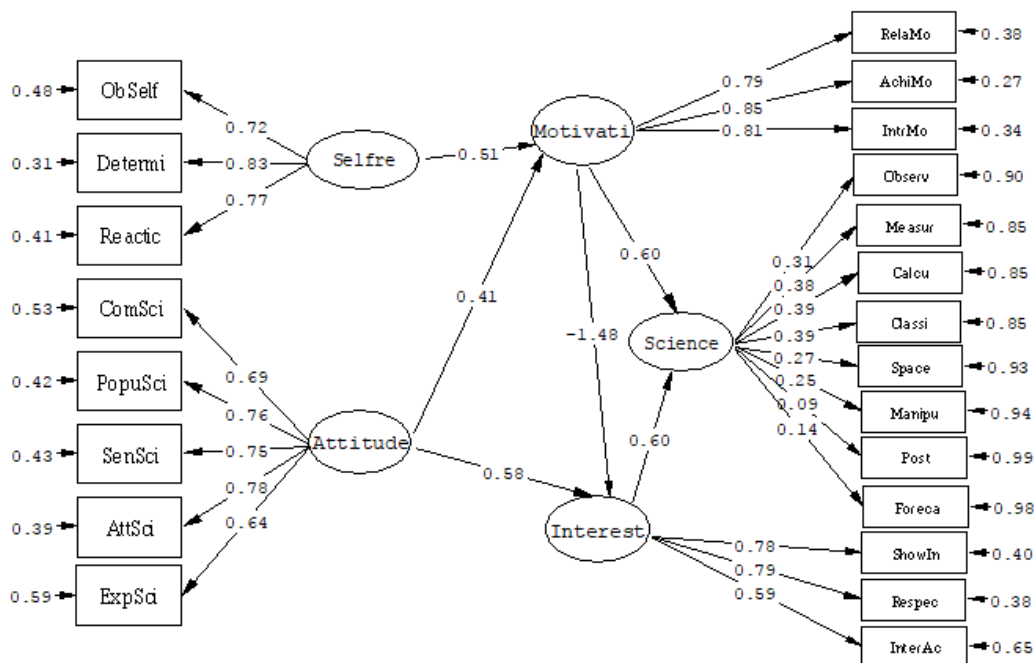 0.48
ObSelf
0.72
0.31
Determi
0.83
0.77
0.41
Reactic
Selfre
0.51
0.53
ComSci
0.69
0.42
PopuSci
0.76
0.43
SenSci
0.75
0.39
AttSci
0.78
0.59
ExpSci
0.64
Attitude
0.41
0.58
Motivati
0.79
0.85
0.81
0.60
-1.48
Science
0.60
Interest
RelaMo
0.38
AchiMo
0.27
IntrMo
0.34
0.31
Observ
0.90
0.38
Measur
0.85
0.39
Calcu
0.85
0.39
Classi
0.85
0.27
Space
0.93
0.25
Manipu
0.94
0.09
Post
0.99
0.14
Foreca
0.98
0.78
ShowIn
0.40
0.79
Respec
0.38
0.59
InterAc
0.65